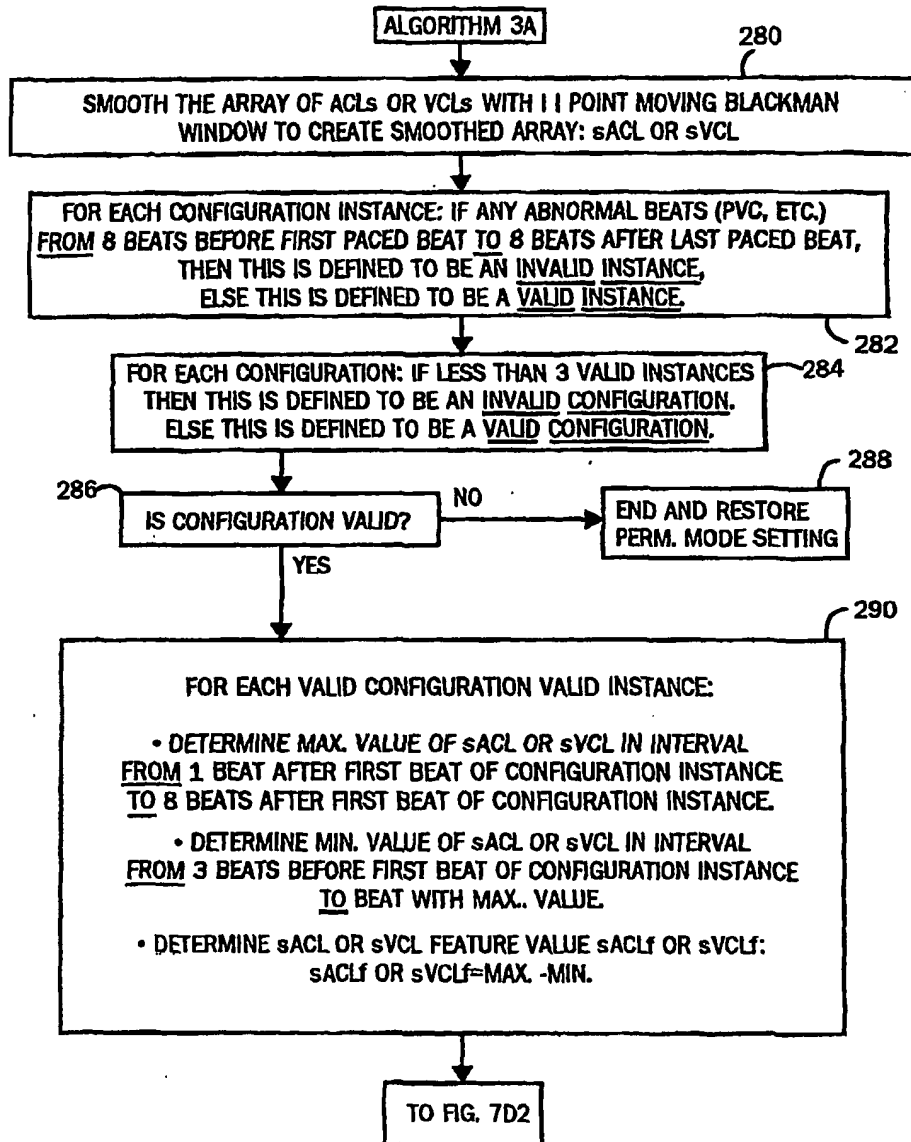 ALGORITHM 3A
280
SMOOTH THE ARRAY OF ACLs OR VCLs WITH 11 POINT MOVING BLACKMAN
WINDOW TO CREATE SMOOTHED ARRAY: sACL OR sVCL
FOR EACH CONFIGURATION INSTANCE: IF ANY ABNORMAL BEATS (PVC, ETC.)
FROM 8 BEATS BEFORE FIRST PACED BEAT TO 8 BEATS AFTER LAST PACED BEAT,
THEN THIS IS DEFINED TO BE AN INVALID INSTANCE,
ELSE THIS IS DEFINED TO BE A VALID INSTANCE.
282
FOR EACH CONFIGURATION: IF LESS THAN 3 VALID INSTANCES
THEN THIS IS DEFINED TO BE AN INVALID CONFIGURATION.
ELSE THIS IS DEFINED TO BE A VALID CONFIGURATION.
284
286
IS CONFIGURATION VALID?
NO
288
END AND RESTORE
PERM. MODE SETTING
YES
290
FOR EACH VALID CONFIGURATION VALID INSTANCE:
• DETERMINE MAX. VALUE OF sACL OR sVCL IN INTERVAL
FROM 1 BEAT AFTER FIRST BEAT OF CONFIGURATION INSTANCE
TO 8 BEATS AFTER FIRST BEAT OF CONFIGURATION INSTANCE.
• DETERMINE MIN. VALUE OF sACL OR sVCL IN INTERVAL
FROM 3 BEATS BEFORE FIRST BEAT OF CONFIGURATION INSTANCE
TO BEAT WITH MAX.. VALUE.
• DETERMINE sACL OR sVCL FEATURE VALUE sACLf OR sVCLf:
sACLf OR sVCLf=MAX. -MIN.
TO FIG. 7D2